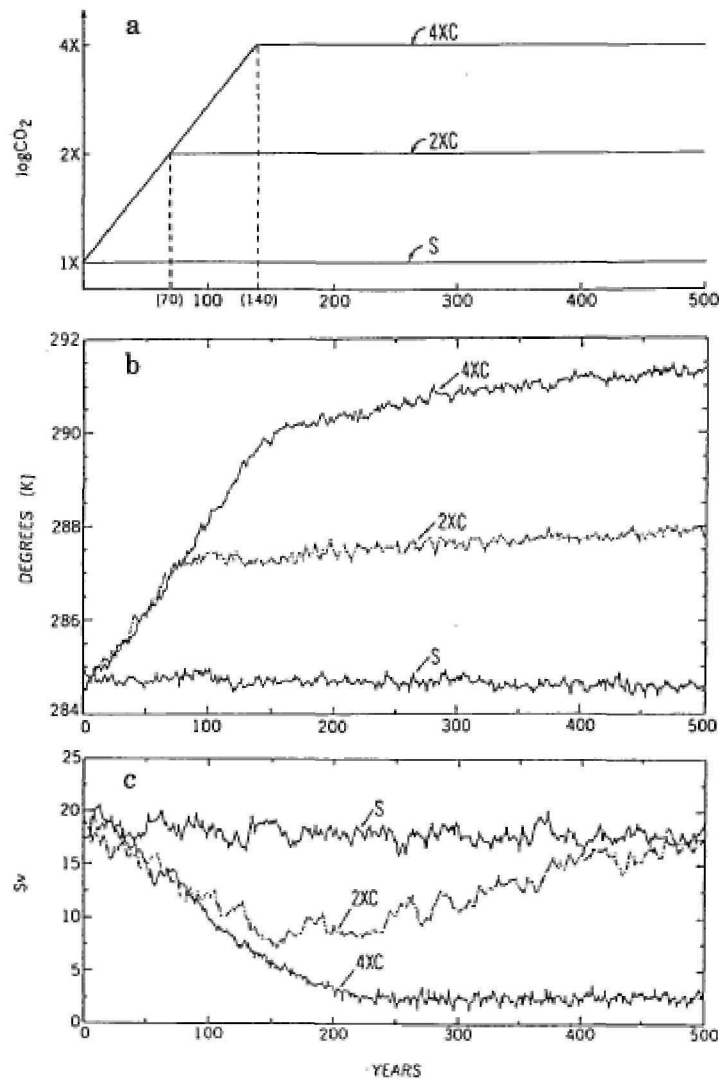 a
4X
2X
1X
logCO2
4XC
2XC
S
(70) 100 (140) 200 300 400 500
b
292
290
288
286
284
DEGREES (K)
4XC
2XC
S
0 100 200 300 400 500
c
25
20
15
10
5
0
Sv
S
2XC
4XC
0 100 200 300 400 500
YEARS